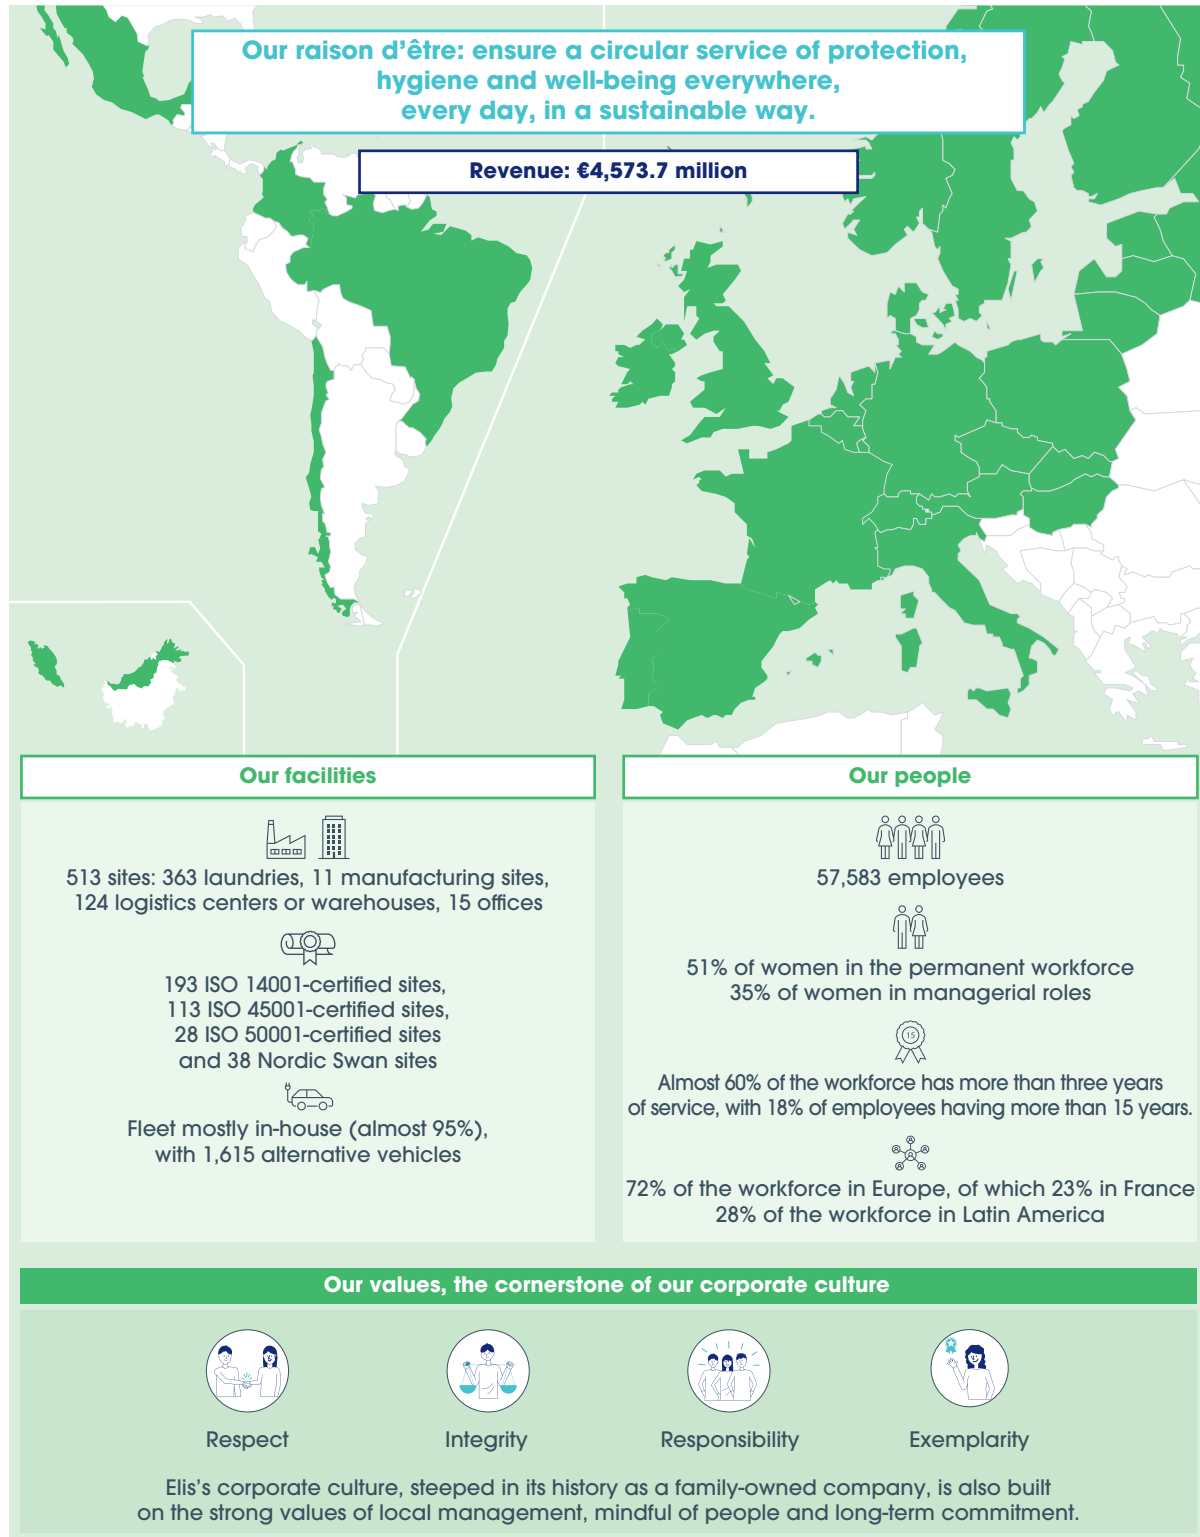 Our raison d’être: ensure a circular service of protection,
hygiene and well-being everywhere,
every day, in a sustainable way.
Revenue: €4,573.7 million
Our facilities
513 sites: 363 laundries, 11 manufacturing sites,
124 logistics centers or warehouses, 15 offices
193 ISO 14001-certified sites,
113 ISO 45001-certified sites,
28 ISO 50001-certified sites
and 38 Nordic Swan sites
Fleet mostly in-house (almost 95%),
with 1,615 alternative vehicles
Our people
57,583 employees
51% of women in the permanent workforce
35% of women in managerial roles
15
Almost 60% of the workforce has more than three years
of service, with 18% of employees having more than 15 years.
72% of the workforce in Europe, of which 23% in France
28% of the workforce in Latin America
Our values, the cornerstone of our corporate culture
Respect
Integrity
Responsibility
Exemplarity
Elis’s corporate culture, steeped in its history as a family-owned company, is also built
on the strong values of local management, mindful of people and long-term commitment.